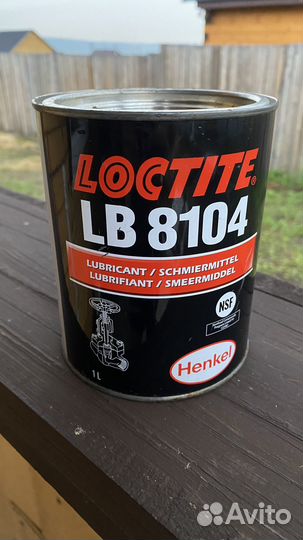 LOCTITE®
LB 8104
LUBRICANT / SCHMIERMITTEL
LUBRIFIANT / SMEERMIDDEL
NSF
Henkel
1L
Avito